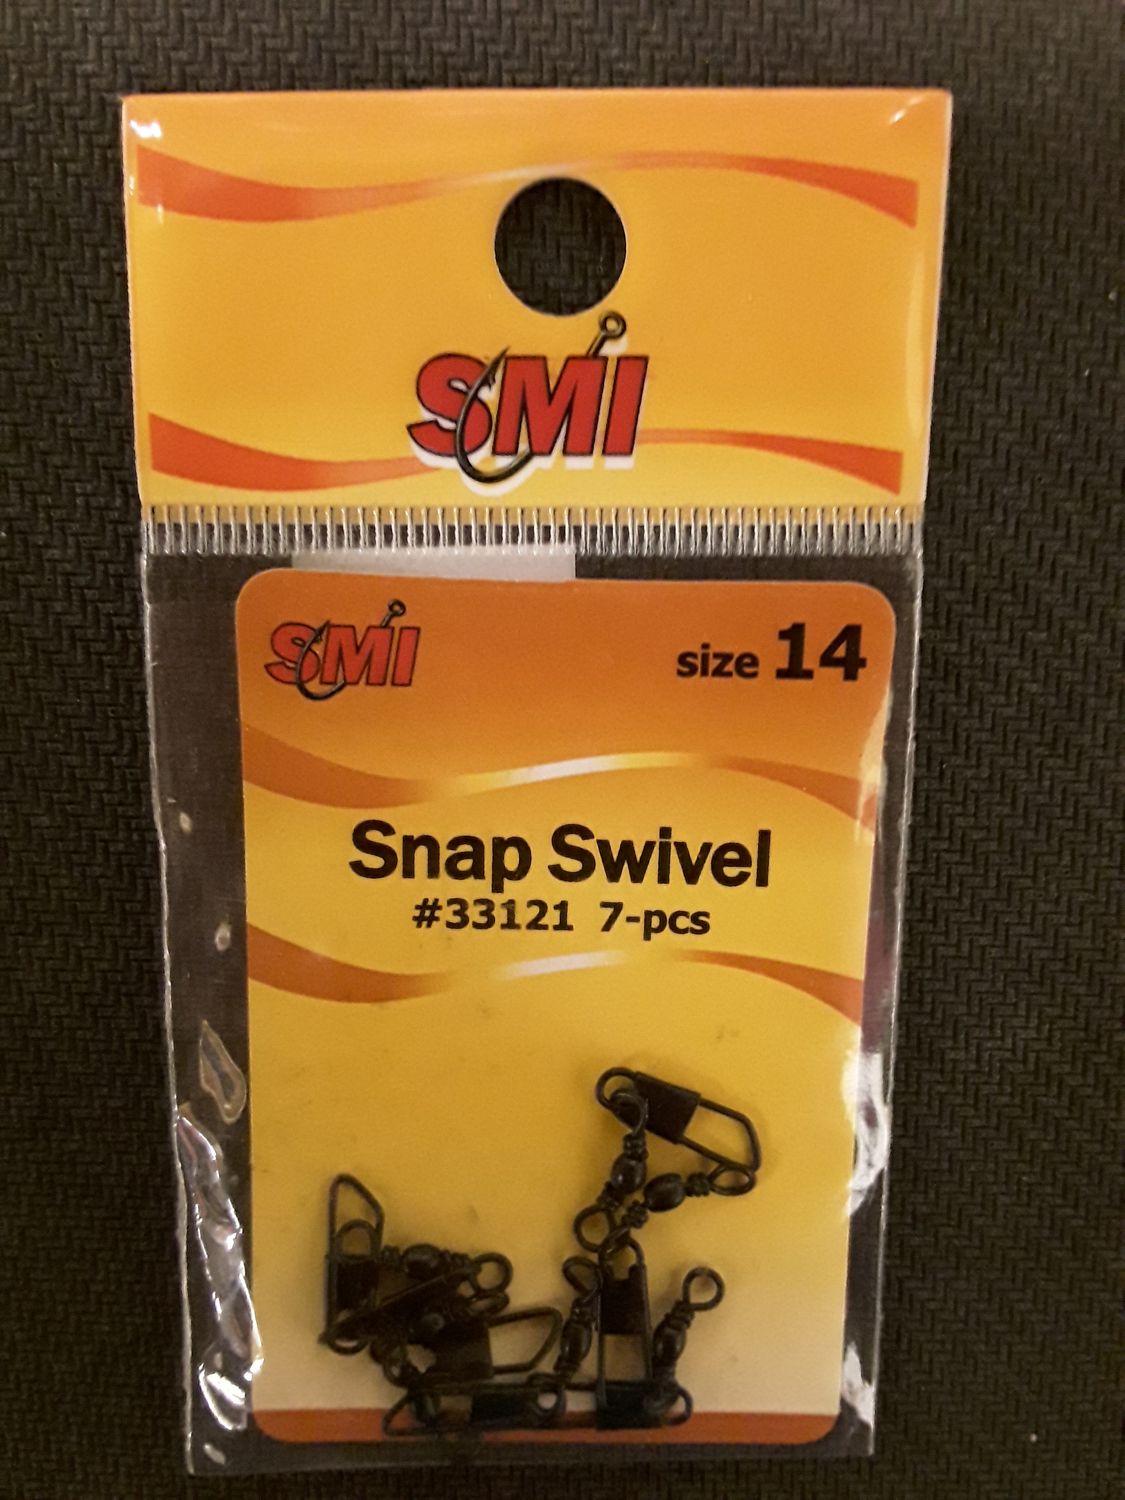 SMI
SMI
size 14
Snap Swivel
#33121 7-pcs